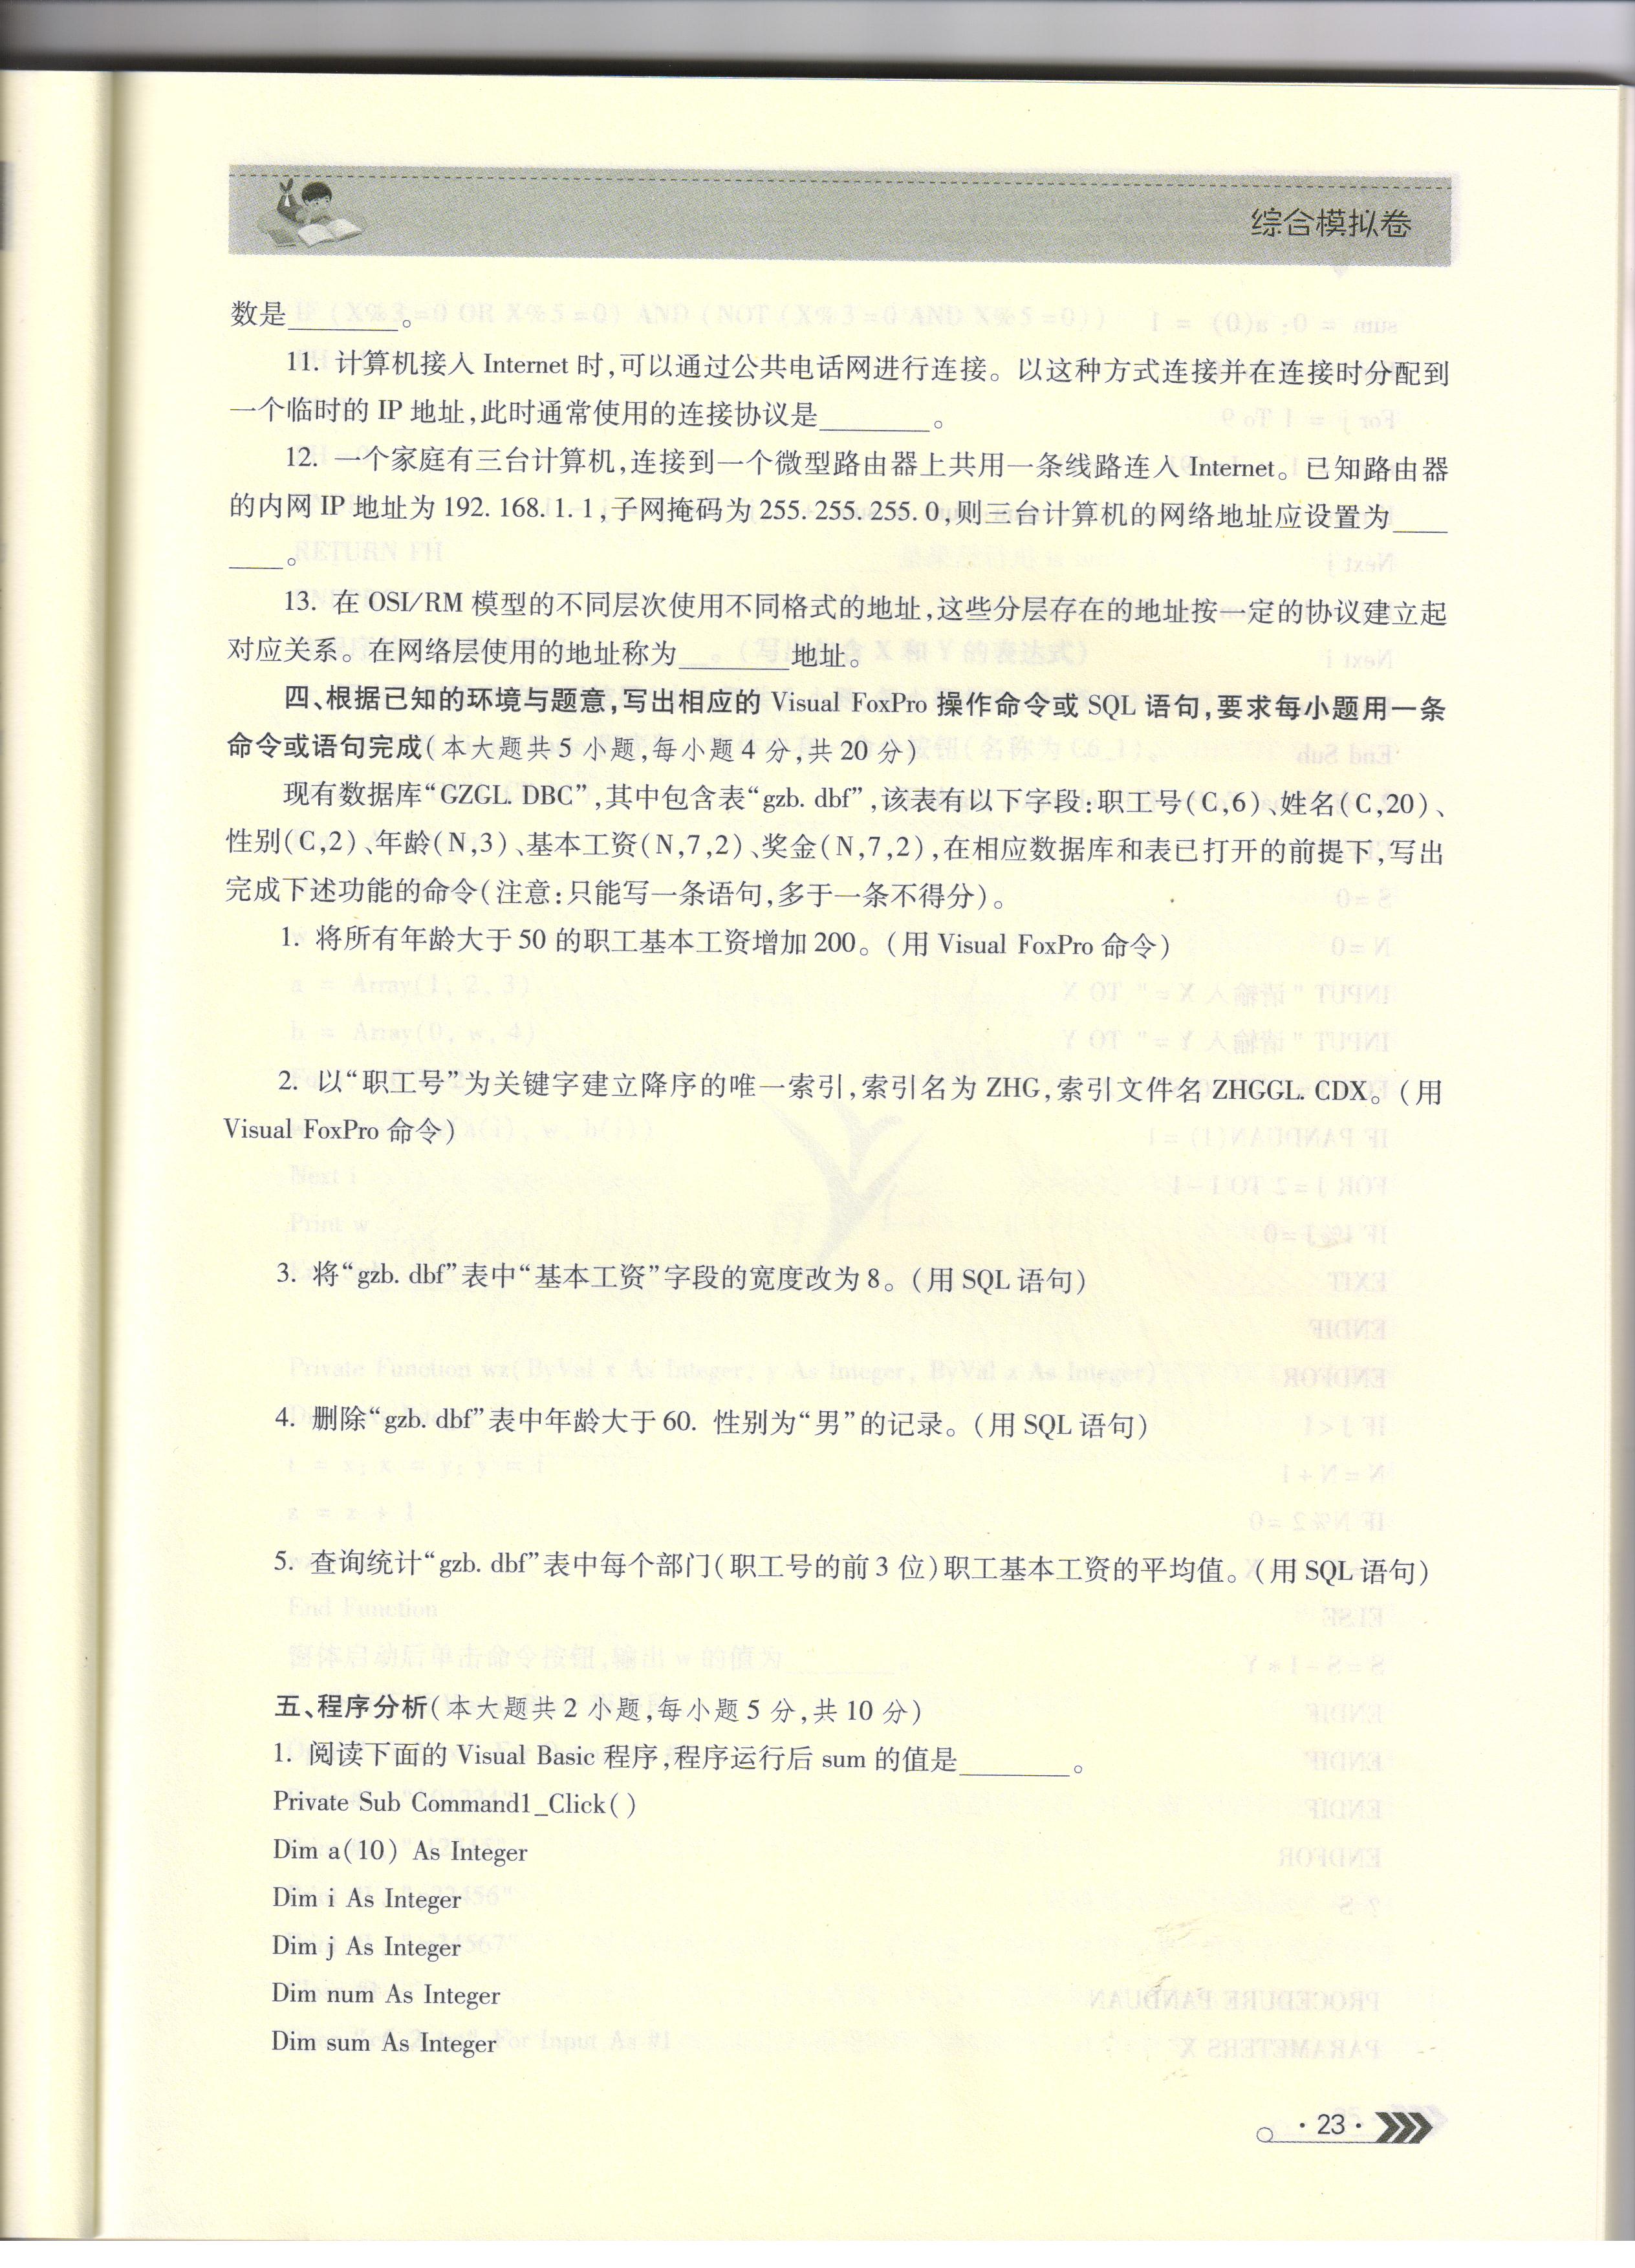 综合模拟卷
数是________。
11. 计算机接入 Internet 时,可以通过公共电话网进行连接。以这种方式连接并在连接时分配到
一个临时的 IP 地址,此时通常使用的连接协议是________。
12. 一个家庭有三台计算机,连接到一个微型路由器上共用一条线路连入 Internet。已知路由器
的内网 IP 地址为 192. 168. 1. 1,子网掩码为 255. 255. 255. 0,则三台计算机的网络地址应设置为____
____。
13. 在 OSI/RM 模型的不同层次使用不同格式的地址,这些分层存在的地址按一定的协议建立起
对应关系。在网络层使用的地址称为________地址。
四、根据已知的环境与题意,写出相应的 Visual FoxPro 操作命令或 SQL 语句,要求每小题用一条
命令或语句完成(本大题共 5 小题,每小题 4 分,共 20 分)
现有数据库“GZGL. DBC”,其中包含表“gzb. dbf”,该表有以下字段:职工号(C,6)、姓名(C,20)、
性别(C,2)、年龄(N,3)、基本工资(N,7,2)、奖金(N,7,2),在相应数据库和表已打开的前提下,写出
完成下述功能的命令(注意:只能写一条语句,多于一条不得分)。
1. 将所有年龄大于 50 的职工基本工资增加 200。(用 Visual FoxPro 命令)
2. 以“职工号”为关键字建立降序的唯一索引,索引名为 ZHG,索引文件名 ZHGGL. CDX。(用
Visual FoxPro 命令)
3. 将“gzb. dbf”表中“基本工资”字段的宽度改为 8。(用 SQL 语句)
4. 删除“gzb. dbf”表中年龄大于 60. 性别为“男”的记录。(用 SQL 语句)
5. 查询统计“gzb. dbf”表中每个部门(职工号的前 3 位)职工基本工资的平均值。(用 SQL 语句)
五、程序分析(本大题共 2 小题,每小题 5 分,共 10 分)
1. 阅读下面的 Visual Basic 程序,程序运行后 sum 的值是________。
Private Sub Command1_Click( )
Dim a(10) As Integer
Dim i As Integer
Dim j As Integer
Dim num As Integer
Dim sum As Integer
· 23 ·